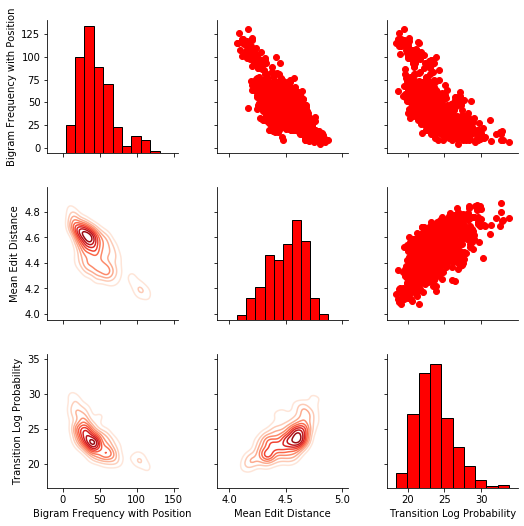 Bigram Frequency with Position
125
100
75
50
25
0
Mean Edit Distance
4.8
4.6
4.4
4.2
4.0
Transition Log Probability
35
30
25
20
0 50 100 150
Bigram Frequency with Position
4.0 4.5 5.0
Mean Edit Distance
20 25 30
Transition Log Probability